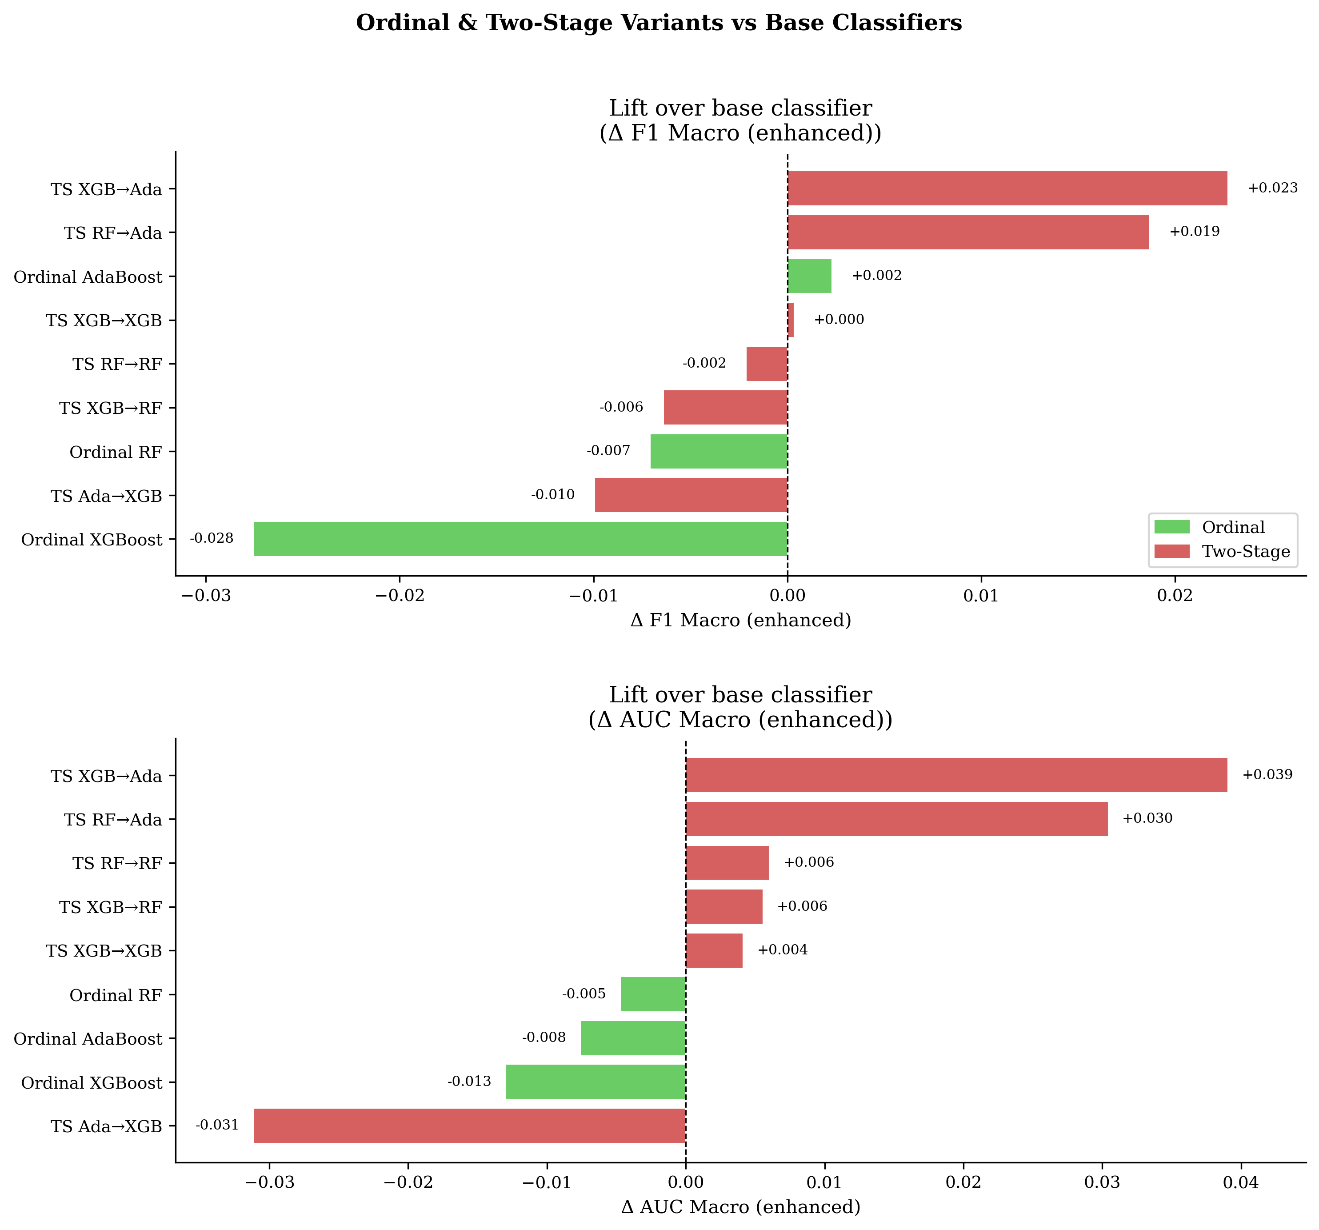 Ordinal & Two-Stage Variants vs Base Classifiers
Lift over base classifier
(Δ F1 Macro (enhanced))
TS XGB→Ada
+0.023
TS RF→Ada
+0.019
Ordinal AdaBoost
+0.002
TS XGB→XGB
+0.000
TS RF→RF
-0.002
TS XGB→RF
-0.006
Ordinal RF
-0.007
TS Ada→XGB
-0.010
Ordinal XGBoost
-0.028
Ordinal
Two-Stage
−0.03 −0.02 −0.01 0.00 0.01 0.02
Δ F1 Macro (enhanced)
Lift over base classifier
(Δ AUC Macro (enhanced))
TS XGB→Ada
+0.039
TS RF→Ada
+0.030
TS RF→RF
+0.006
TS XGB→RF
+0.006
TS XGB→XGB
+0.004
Ordinal RF
-0.005
Ordinal AdaBoost
-0.008
Ordinal XGBoost
-0.013
TS Ada→XGB
-0.031
−0.03 −0.02 −0.01 0.00 0.01 0.02 0.03 0.04
Δ AUC Macro (enhanced)